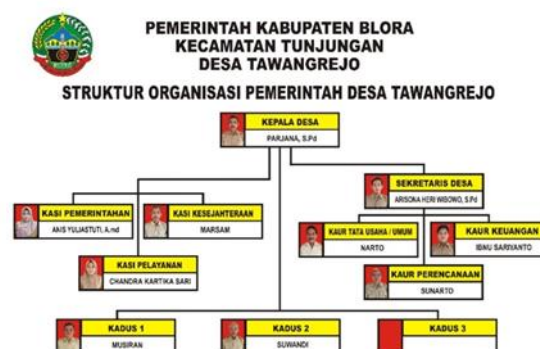 PEMERINTAH KABUPATEN BLORA
KECAMATAN TUNJUNGAN
DESA TAWANGREJO
STRUKTUR ORGANISASI PEMERINTAH DESA TAWANGREJO
KEPALA DESA
PARJANA, S.Pd
SEKRETARIS DESA
ARISONA HERI WIBOWO, S.Pd
KASI PEMERINTAHAN
ANIS YULIASTUTI, A.md
KASI KESEJAHTERAAN
MARSAM
KAUR TATA USAHA / UMUM
NARTO
KAUR KEUANGAN
IBNU SARIYANTO
KASI PELAYANAN
CHANDRA KARTIKA SARI
KAUR PERENCANAAN
SUNARTO
KADUS 1
MUSIRAN
KADUS 2
SUWANDI
KADUS 3